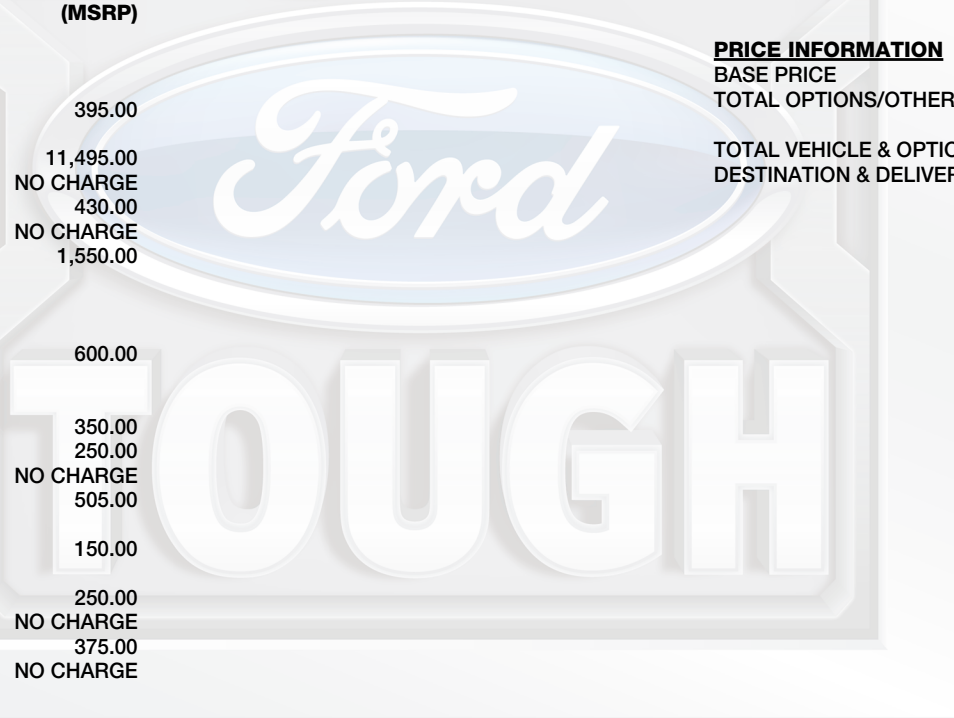 (MSRP)
395.00
11,495.00
NO CHARGE
430.00
NO CHARGE
1,550.00
600.00
350.00
250.00
NO CHARGE
505.00
150.00
250.00
NO CHARGE
375.00
NO CHARGE
PRICE INFORMATION
BASE PRICE
TOTAL OPTIONS/OTHER
TOTAL VEHICLE & OPTIO
DESTINATION & DELIVER
Ford
TOUGH